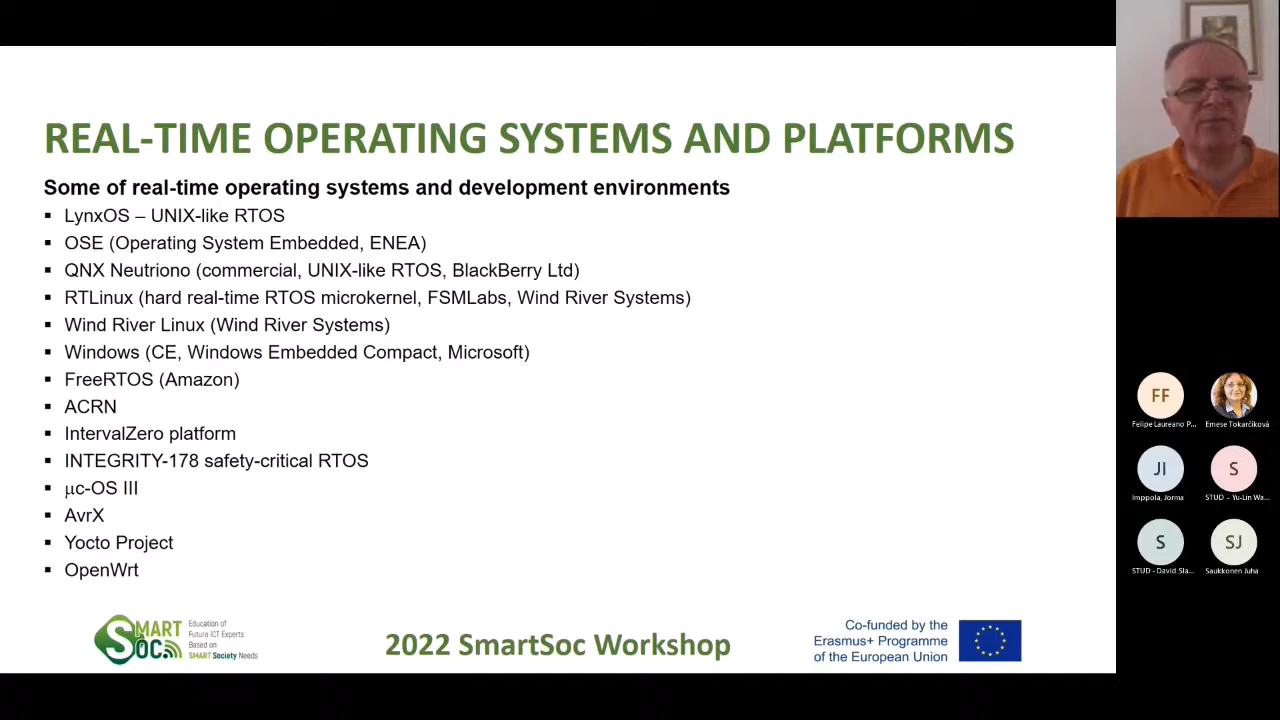 REAL-TIME OPERATING SYSTEMS AND PLATFORMS
Some of real-time operating systems and development environments
▪ LynxOS – UNIX-like RTOS
▪ OSE (Operating System Embedded, ENEA)
▪ QNX Neutriono (commercial, UNIX-like RTOS, BlackBerry Ltd)
▪ RTLinux (hard real-time RTOS microkernel, FSMLabs, Wind River Systems)
▪ Wind River Linux (Wind River Systems)
▪ Windows (CE, Windows Embedded Compact, Microsoft)
▪ FreeRTOS (Amazon)
▪ ACRN
▪ IntervalZero platform
▪ INTEGRITY-178 safety-critical RTOS
▪ μc-OS III
▪ AvrX
▪ Yocto Project
▪ OpenWrt
SMART
SOC
Education of
Future ICT Experts
Based on
SMART Society Needs
2022 SmartSoc Workshop
Co-funded by the
Erasmus+ Programme
of the European Union
FF
Felipe Laureano P...
Emese Tokarčíková
JI
Imppola, Jorma
S
STUD - Yu-Lin Wa...
S
STUD - David Sla...
SJ
Saukkonen Juha